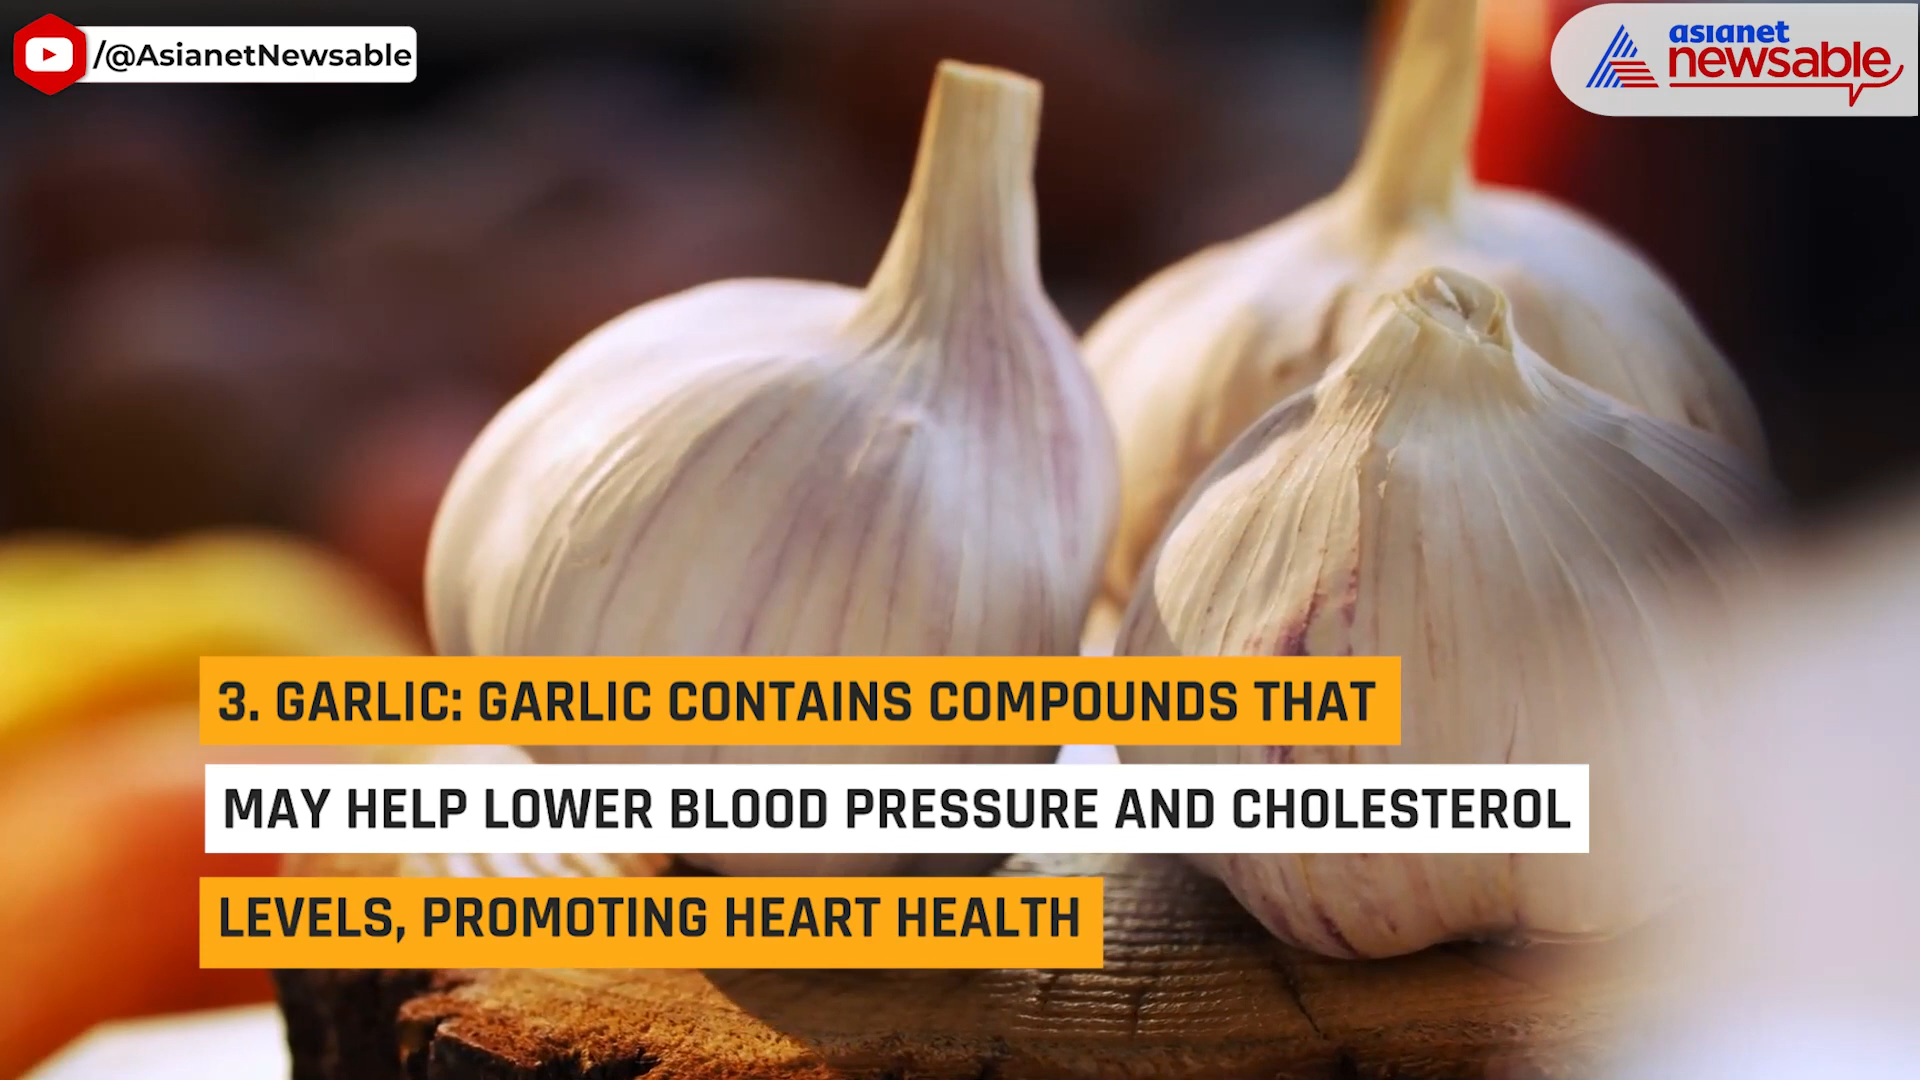 /@AsianetNewsable
asianet
newsable
3. GARLIC: GARLIC CONTAINS COMPOUNDS THAT
MAY HELP LOWER BLOOD PRESSURE AND CHOLESTEROL
LEVELS, PROMOTING HEART HEALTH